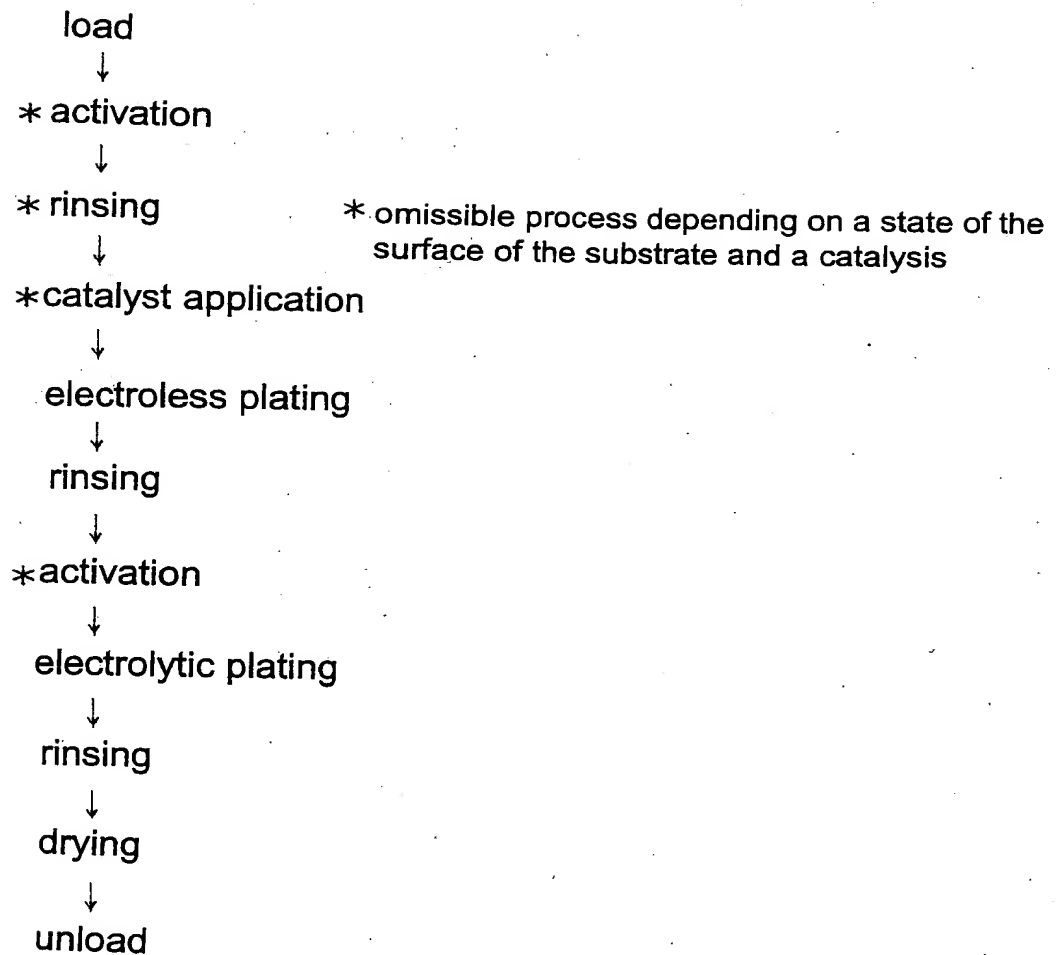 load
↓
* activation
↓
* rinsing
↓
* omissible process depending on a state of the
surface of the substrate and a catalysis
*catalyst application
↓
electroless plating
↓
rinsing
↓
*activation
↓
electrolytic plating
↓
rinsing
↓
drying
↓
unload